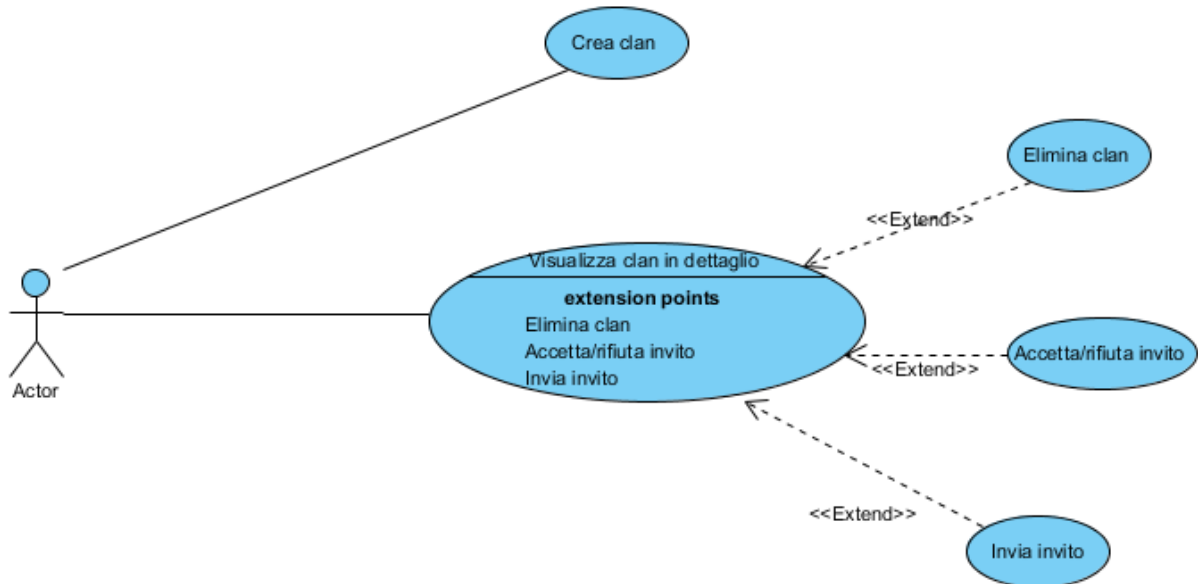 Crea clan
Elimina clan
<<Extend>>
Visualizza clan in dettaglio
extension points
Elimina clan
Accetta/rifiuta invito
Invia invito
Accetta/rifiuta invito
<<Extend>>
Actor
<<Extend>>
Invia invito